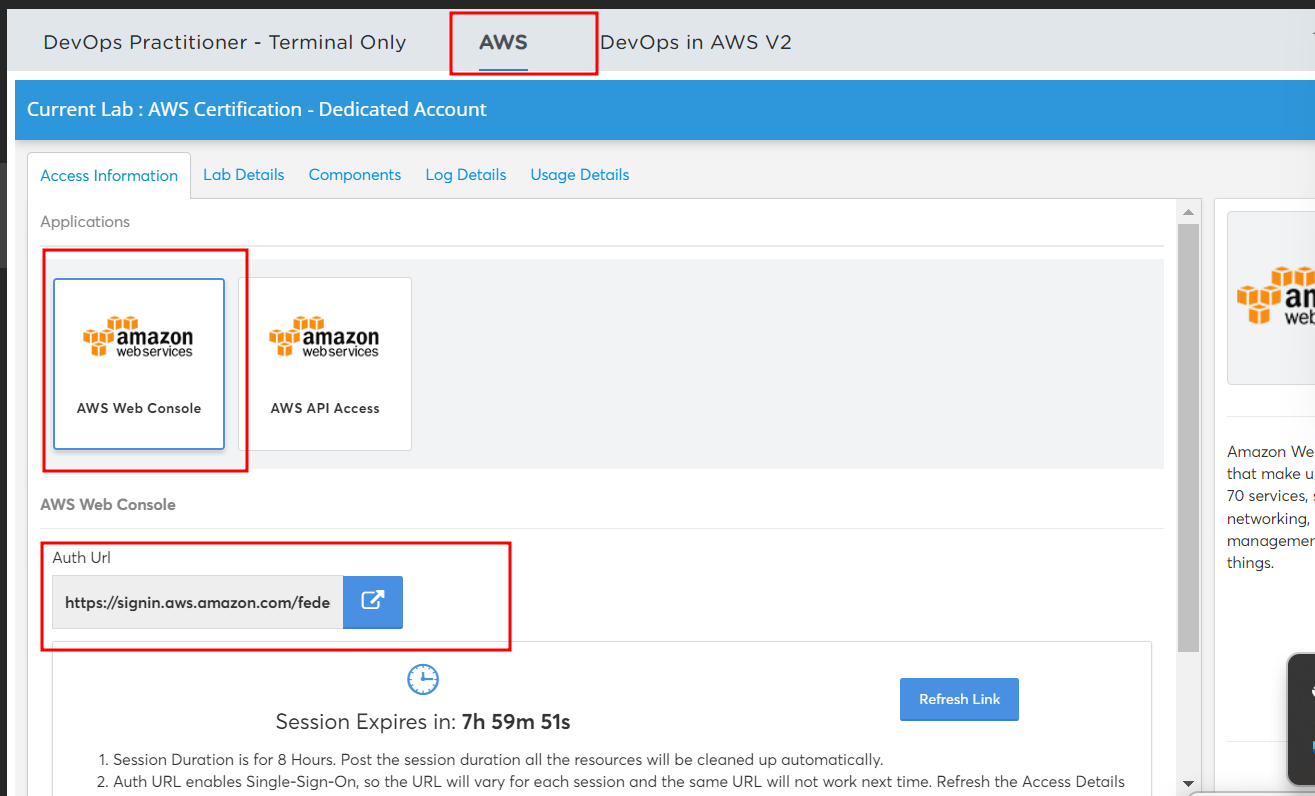 DevOps Practitioner - Terminal Only AWS DevOps in AWS V2
Current Lab : AWS Certification - Dedicated Account
Access Information Lab Details Components Log Details Usage Details
Applications
amazon
webservices
AWS Web Console
amazon
webservices
AWS API Access
AWS Web Console
Auth Url
https://signin.aws.amazon.com/fede
Session Expires in: 7h 59m 51s
Refresh Link
1. Session Duration is for 8 Hours. Post the session duration all the resources will be cleaned up automatically.
2. Auth URL enables Single-Sign-On, so the URL will vary for each session and the same URL will not work next time. Refresh the Access Details
Amazon We
that make u
70 services,
networking,
managemer
things.